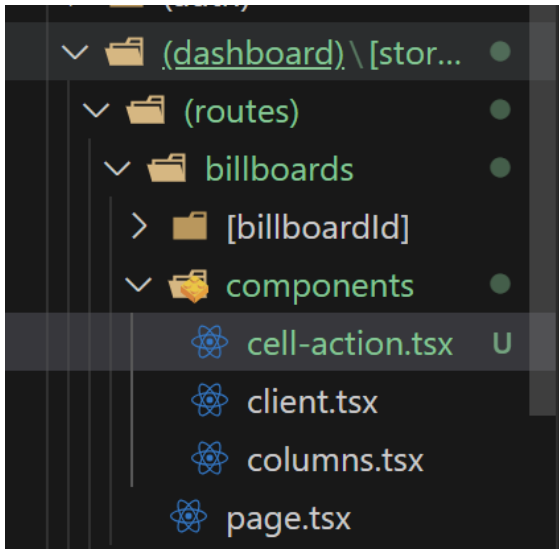 (dashboard)\[stor...
(routes)
billboards
[billboardId]
components
cell-action.tsx U
client.tsx
columns.tsx
page.tsx